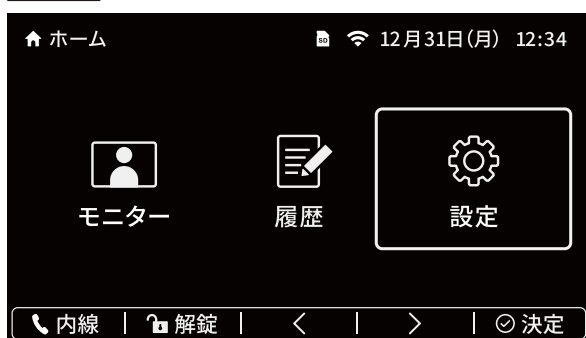 ホーム SD 12月31日(月) 12:34
モニター 履歴 設定
内線 解錠 < > 決定